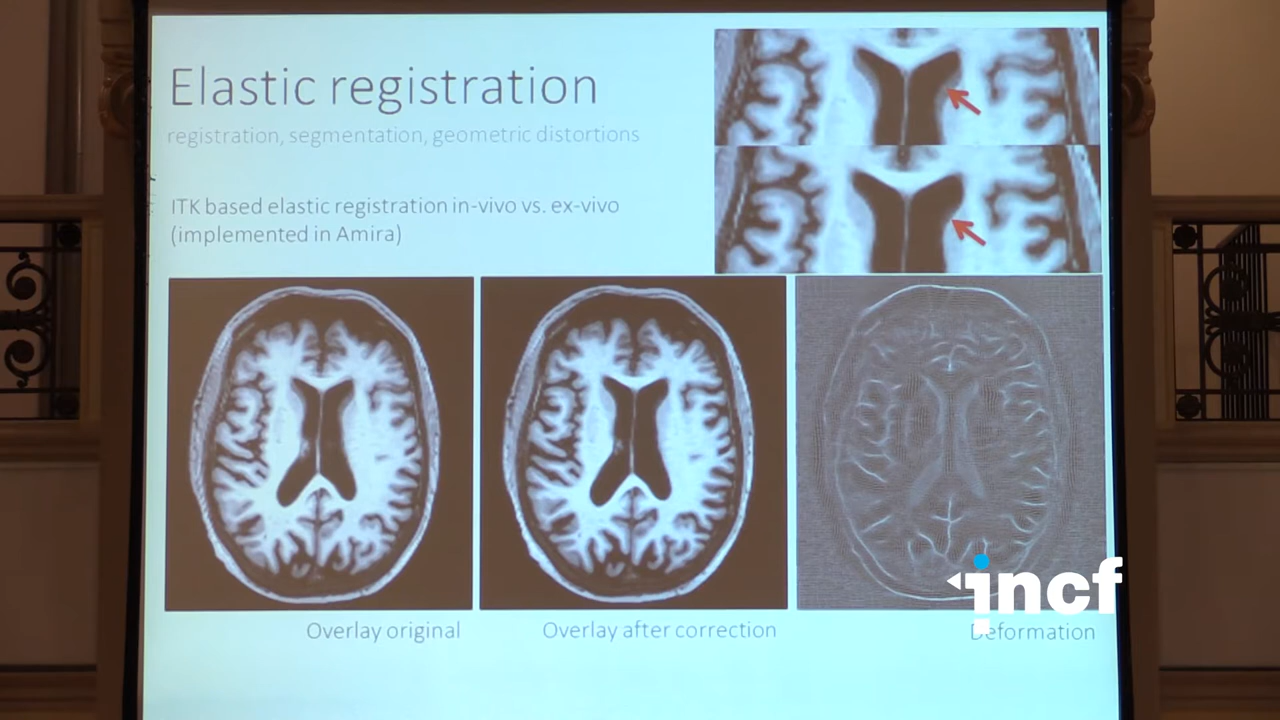 Elastic registration
registration, segmentation, geometric distortions
ITK based elastic registration in-vivo vs. ex-vivo
(implemented in Amira)
Overlay original
Overlay after correction
Deformation
incf